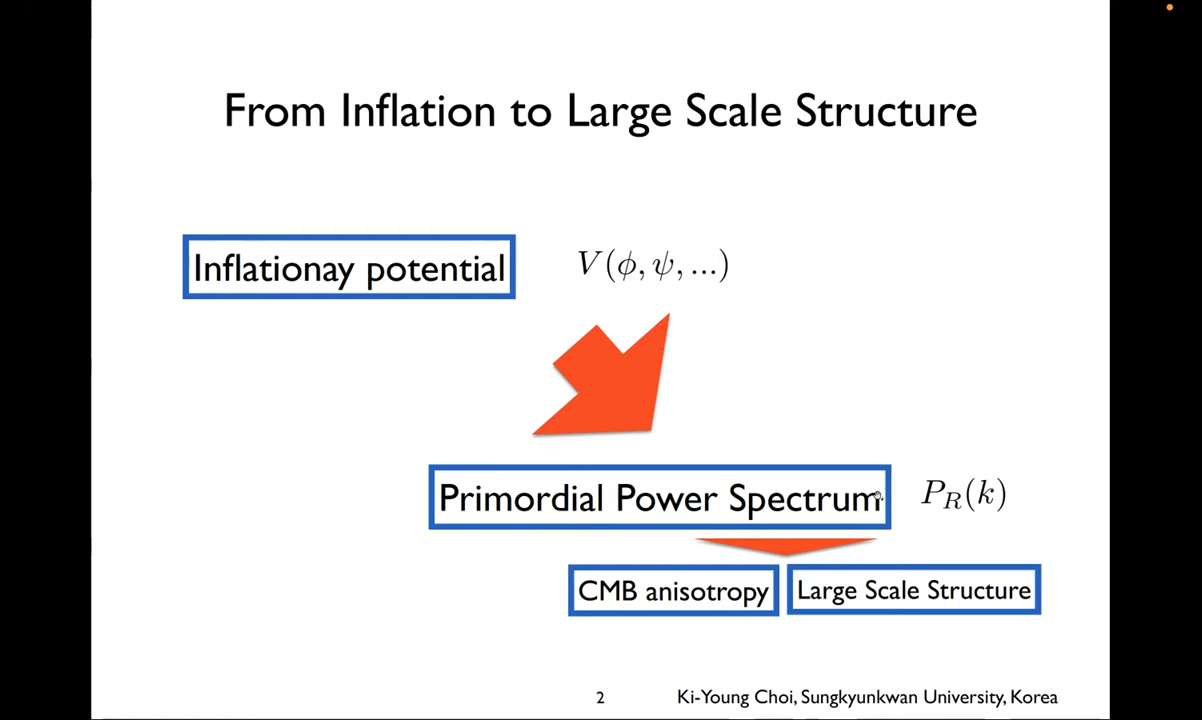 From Inflation to Large Scale Structure
Inflationay potential
V(ϕ, ψ, ...)
Primordial Power Spectrum
P_R(k)
CMB anisotropy
Large Scale Structure
2
Ki-Young Choi, Sungkyunkwan University, Korea